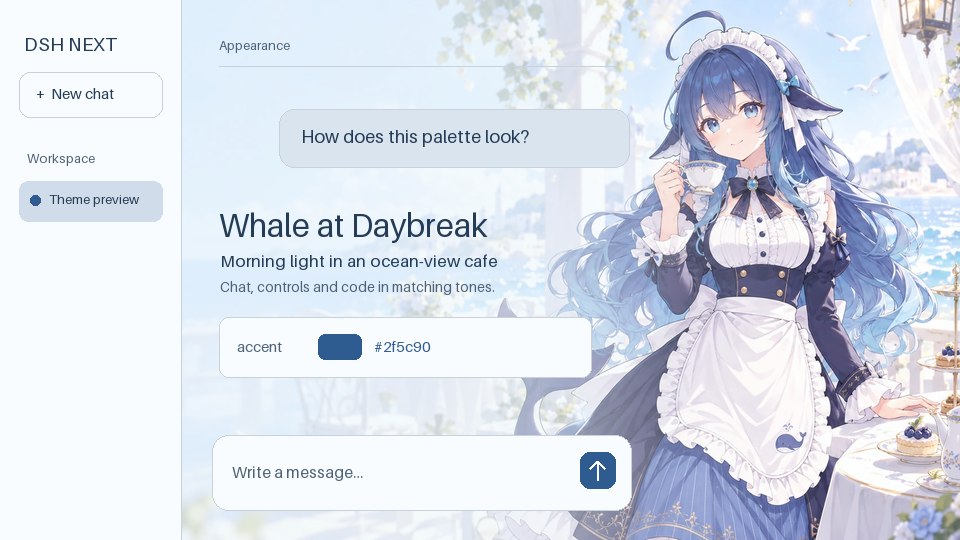 DSH NEXT
+ New chat
Workspace
Theme preview
Appearance
How does this palette look?
Whale at Daybreak
Morning light in an ocean-view cafe
Chat, controls and code in matching tones.
accent #2f5c90
Write a message...